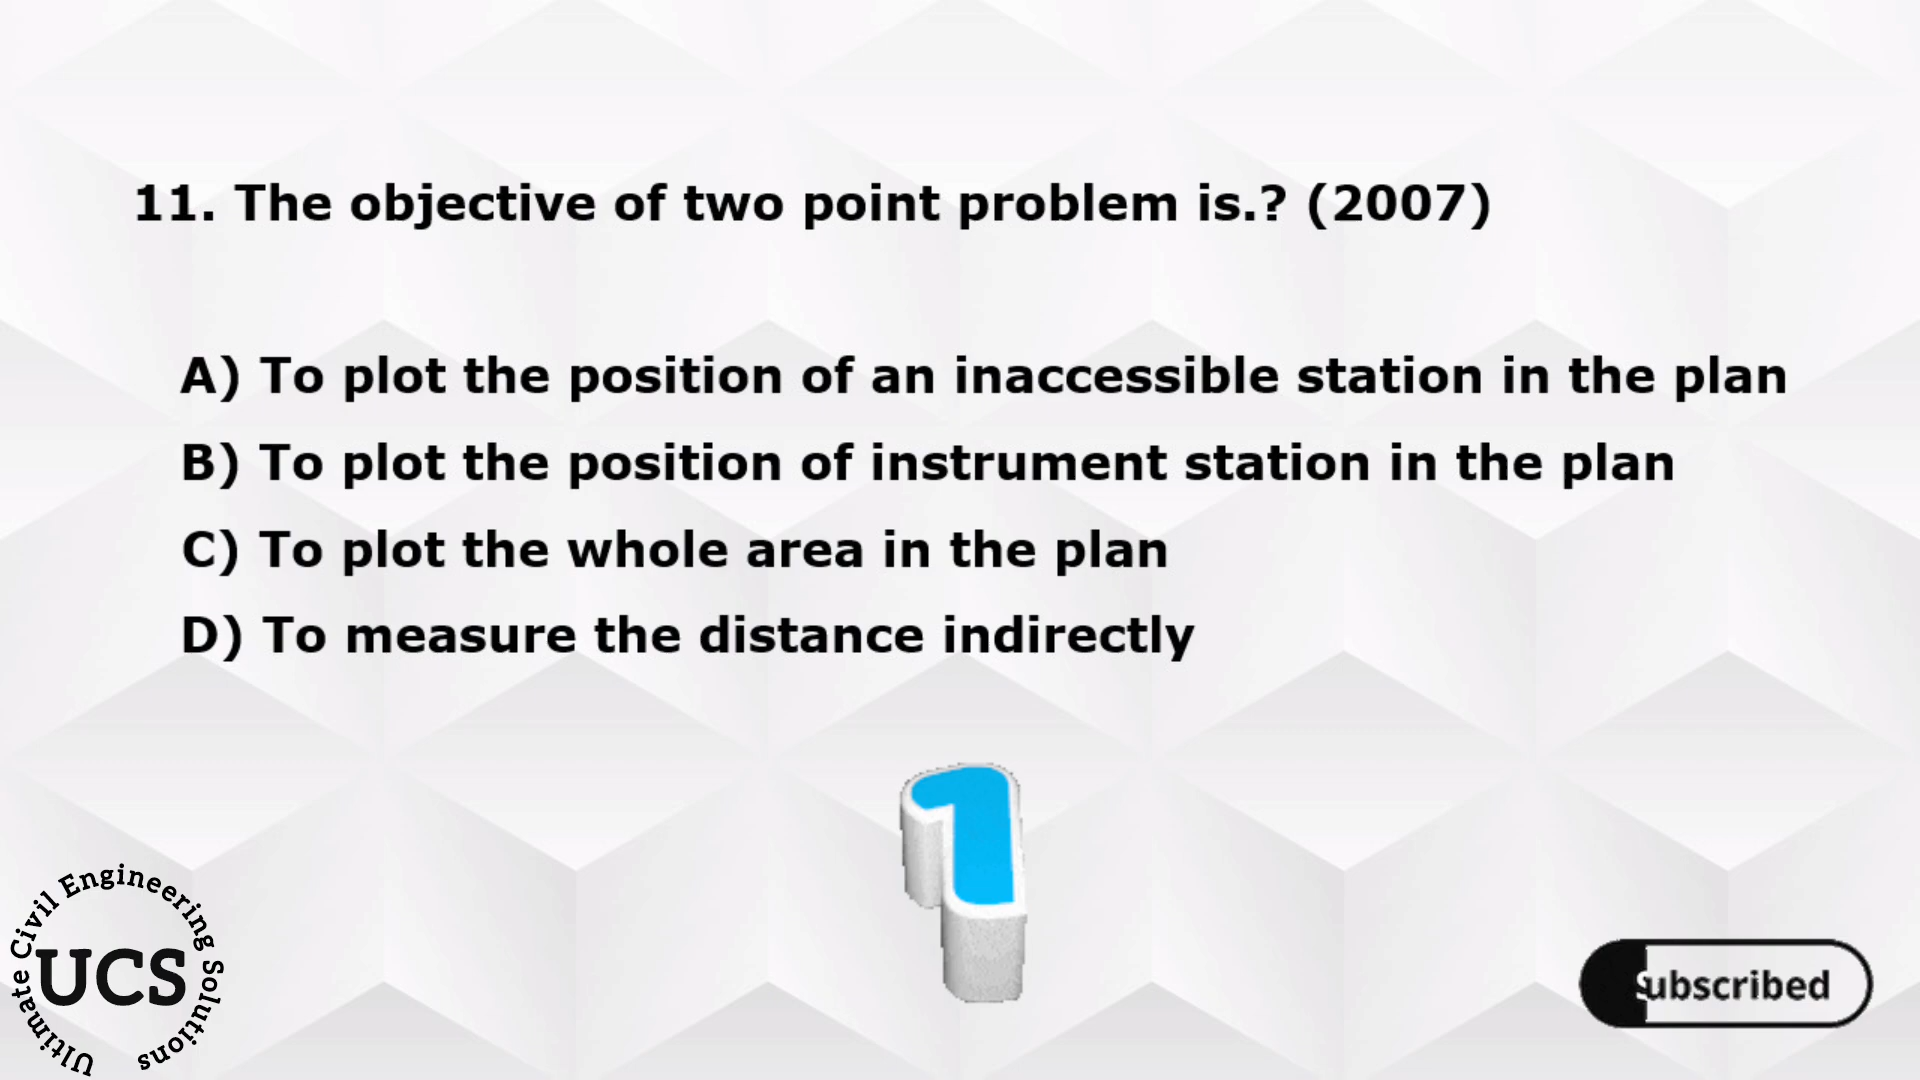 11. The objective of two point problem is.? (2007)
A) To plot the position of an inaccessible station in the plan
B) To plot the position of instrument station in the plan
C) To plot the whole area in the plan
D) To measure the distance indirectly
1
Ultimate Civil Engineering Solutions
UCS
Subscribed